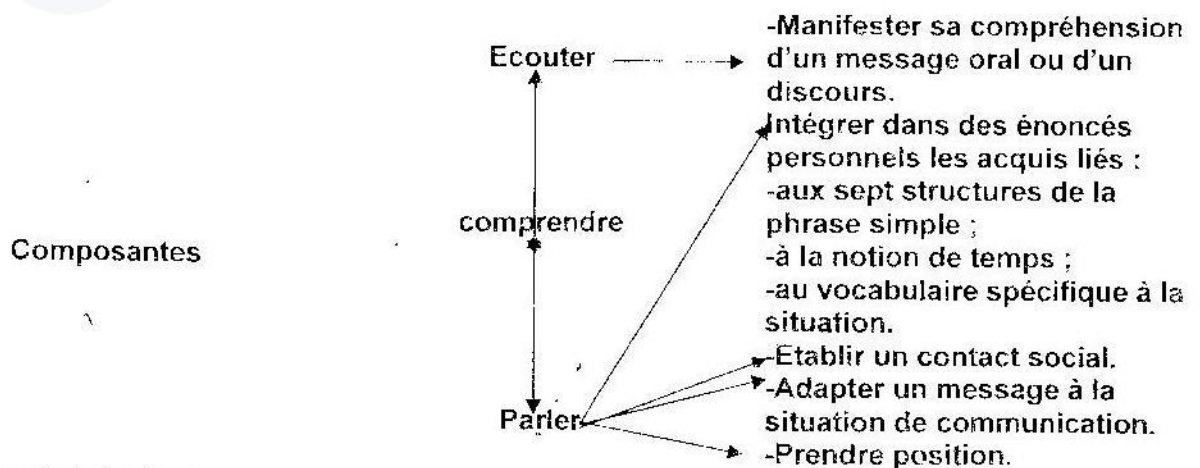 -Manifester sa compréhension
Ecouter
d'un message oral ou d'un
discours.
Intégrer dans des énoncés
personnels les acquis liés :
-aux sept structures de la
comprendre
phrase simple ;
Composantes
-à la notion de temps ;
-au vocabulaire spécifique à la
situation.
-Etablir un contact social.
-Adapter un message à la
Parler
situation de communication.
-Prendre position.